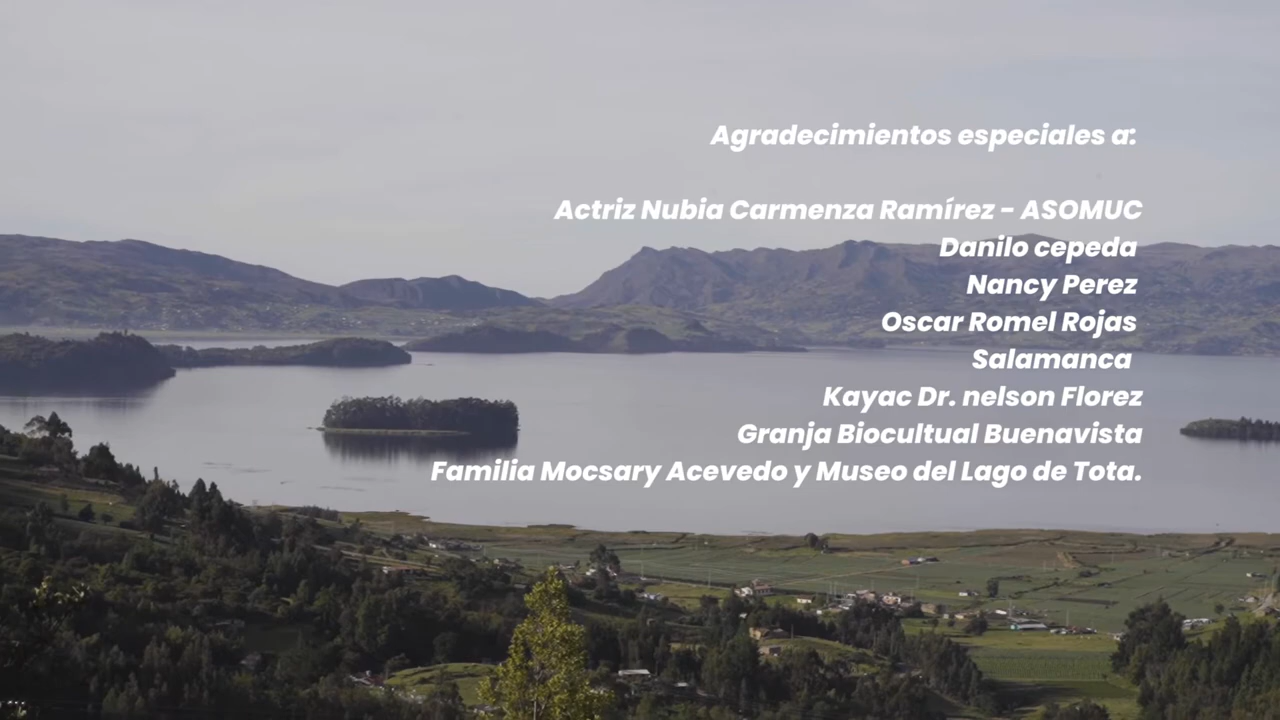 Agradecimientos especiales a:
Actriz Nubia Carmenza Ramírez - ASOMUC
Danilo cepeda
Nancy Perez
Oscar Romel Rojas
Salamanca
Kayac Dr. nelson Florez
Granja Biocultual Buenavista
Familia Mocsary Acevedo y Museo del Lago de Tota.